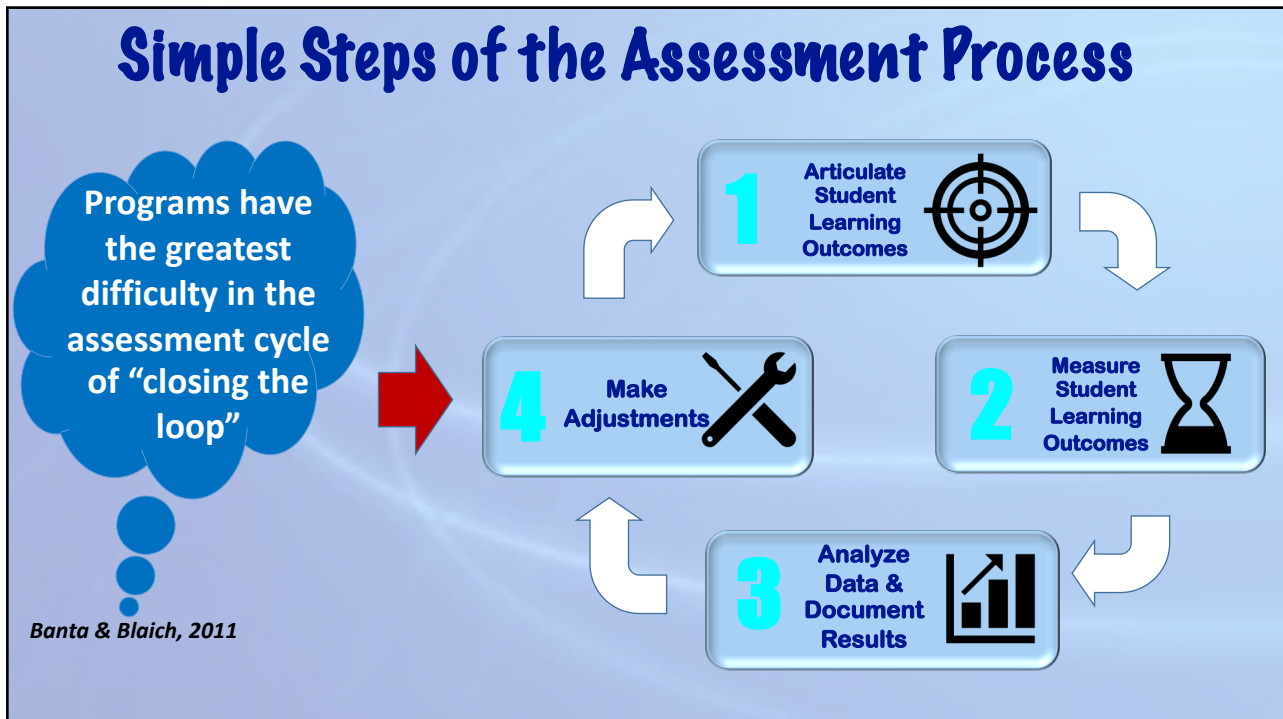 Simple Steps of the Assessment Process
Programs have
the greatest
difficulty in the
assessment cycle
of “closing the
loop”
Banta & Blaich, 2011
1
Articulate
Student
Learning
Outcomes
2
Measure
Student
Learning
Outcomes
3
Analyze
Data &
Document
Results
4
Make
Adjustments